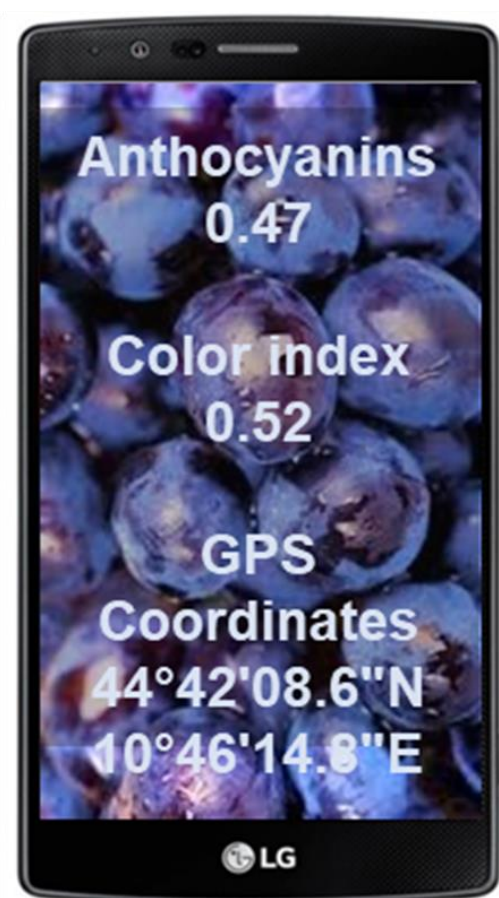 Anthocyanins
0.47
Color index
0.52
GPS
Coordinates
44°42'08.6"N
10°46'14.8"E
LG